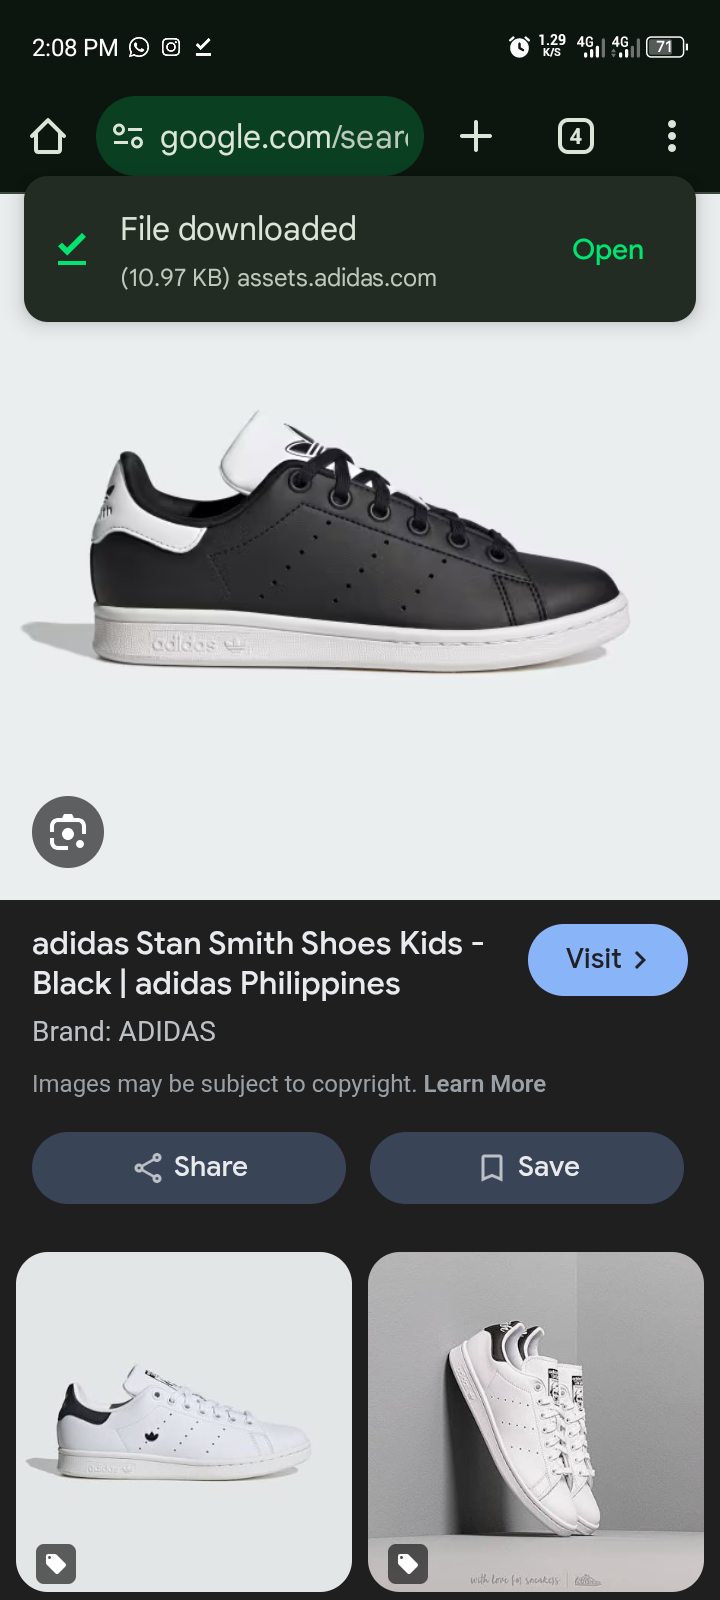 2:08 PM
1.29
K/S
4G
4G
71
google.com/sear
4
File downloaded
Open
(10.97 KB) assets.adidas.com
adidas
adidas Stan Smith Shoes Kids -
Black | adidas Philippines
Visit
Brand: ADIDAS
Images may be subject to copyright. Learn More
Share
Save
adidas
with love for sneakers